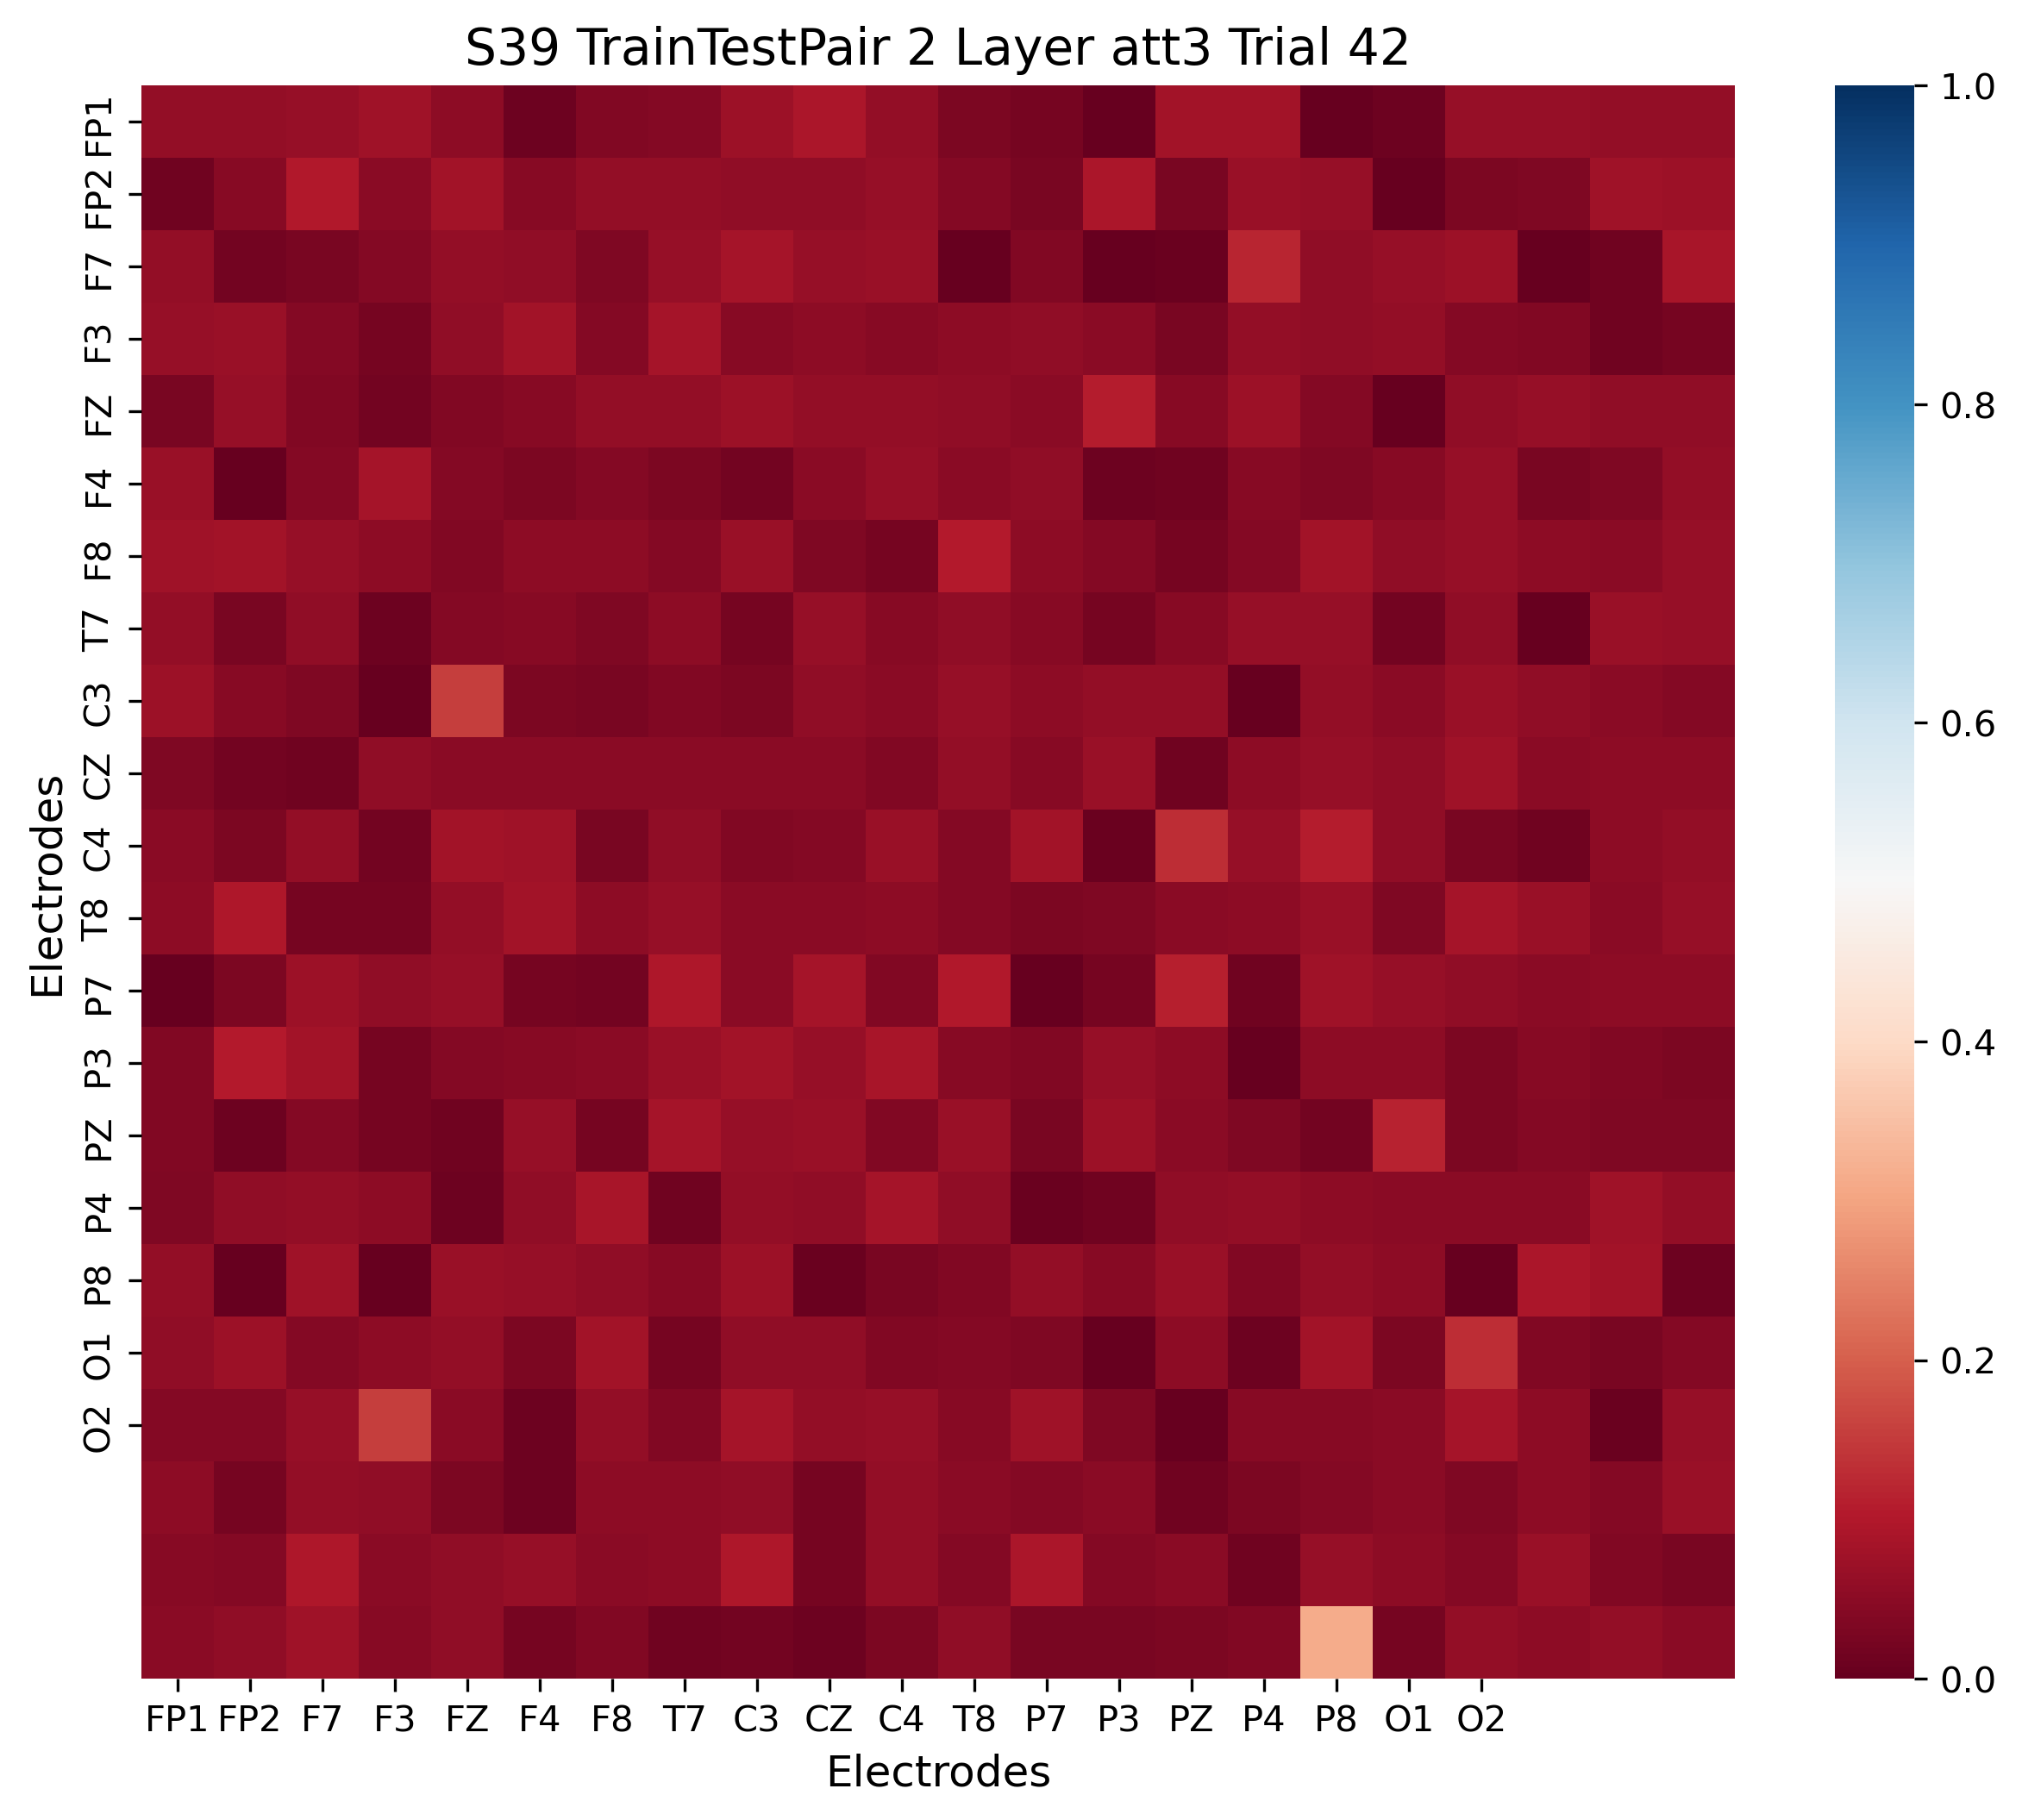 S39 TrainTestPair 2 Layer att3 Trial 42
Electrodes
FP1
FP2
F7
F3
FZ
F4
F8
T7
C3
CZ
C4
T8
P7
P3
PZ
P4
P8
O1
O2
FP1 FP2 F7 F3 FZ F4 F8 T7 C3 CZ C4 T8 P7 P3 PZ P4 P8 O1 O2
Electrodes
1.0
0.8
0.6
0.4
0.2
0.0